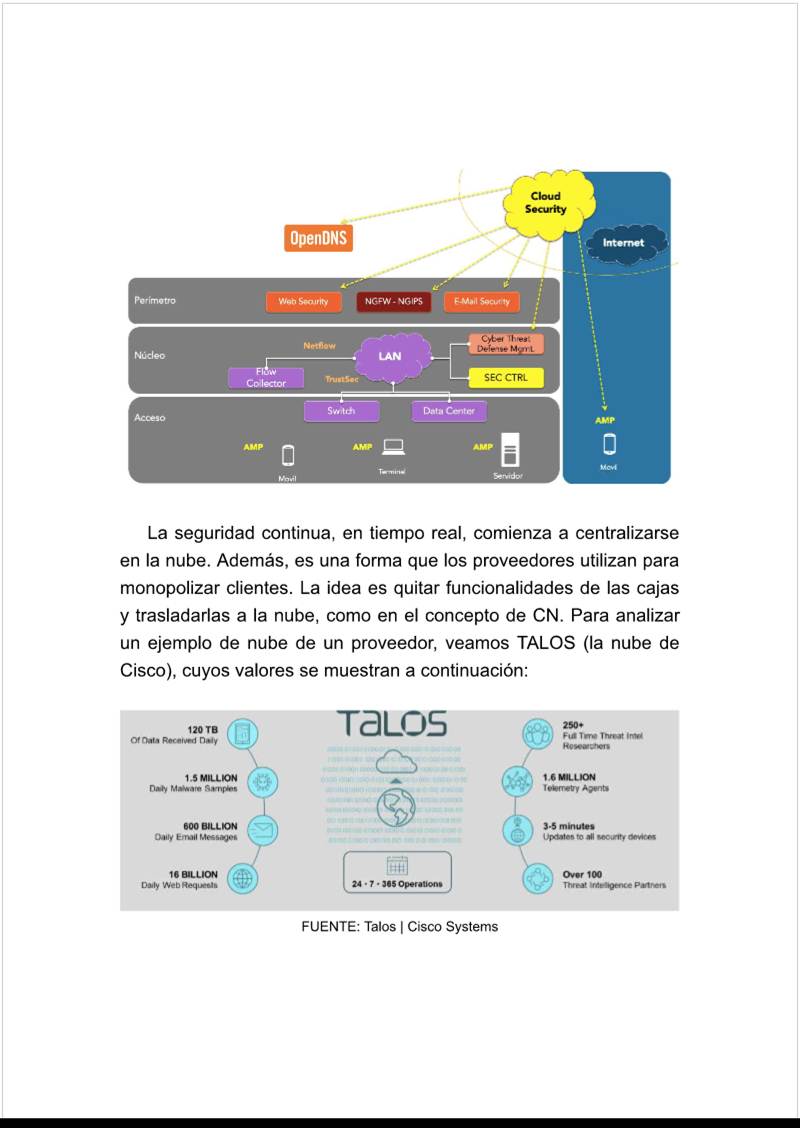 Cloud
Security
OpenDNS
Internet
Perímetro
Web Security
NGFW - NGIPS
E-Mail Security
Núcleo
Netflow
LAN
Cyber Threat
Defense Mgmt.
Flow
Collector
TrustSec
SEC CTRL
Acceso
Switch
Data Center
AMP
AMP
AMP
AMP
Movil
Terminal
Servidor
Movil
La seguridad continua, en tiempo real, comienza a centralizarse
en la nube. Además, es una forma que los proveedores utilizan para
monopolizar clientes. La idea es quitar funcionalidades de las cajas
y trasladarlas a la nube, como en el concepto de CN. Para analizar
un ejemplo de nube de un proveedor, veamos TALOS (la nube de
Cisco), cuyos valores se muestran a continuación:
TALOS
120 TB
Of Data Received Daily
1.5 MILLION
Daily Malware Samples
600 BILLION
Daily Email Messages
16 BILLION
Daily Web Requests
24 · 7 · 365 Operations
250+
Full Time Threat Intel
Researchers
1.6 MILLION
Telemetry Agents
3-5 minutes
Updates to all security devices
Over 100
Threat Intelligence Partners
FUENTE: Talos | Cisco Systems